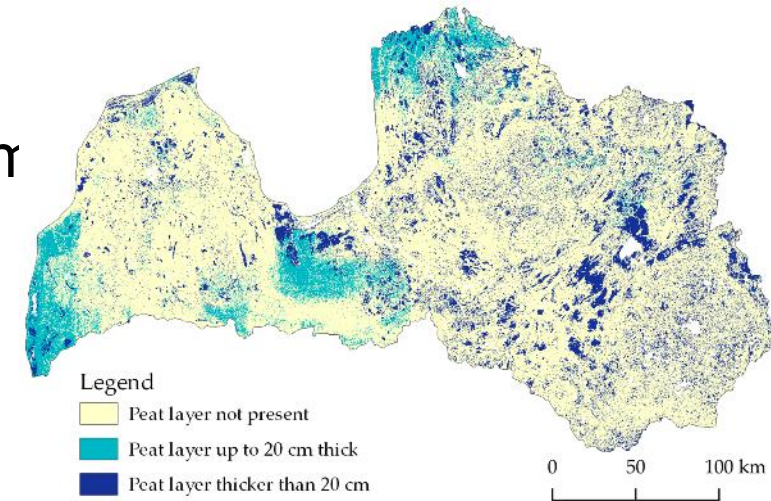 Legend
Peat layer not present
Peat layer up to 20 cm thick
Peat layer thicker than 20 cm
0 50 100 km